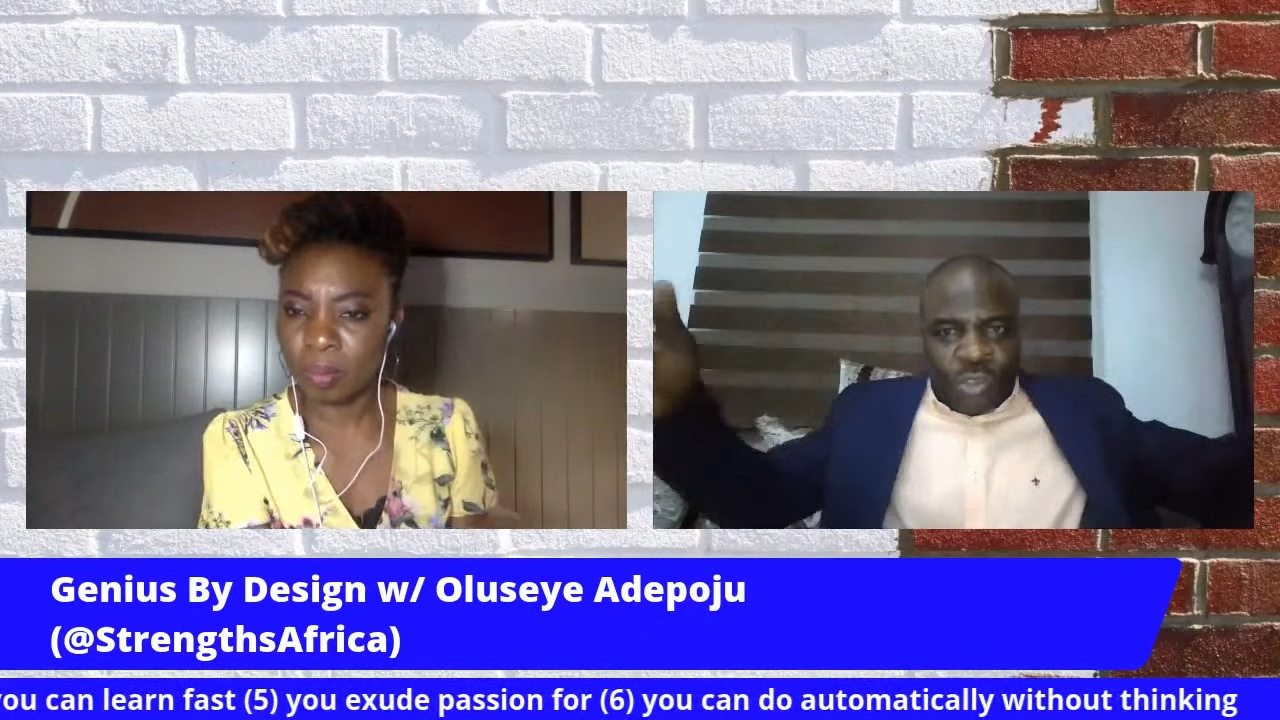 Genius By Design w/ Oluseye Adepoju
(@StrengthsAfrica)
you can learn fast (5) you exude passion for (6) you can do automatically without thinking